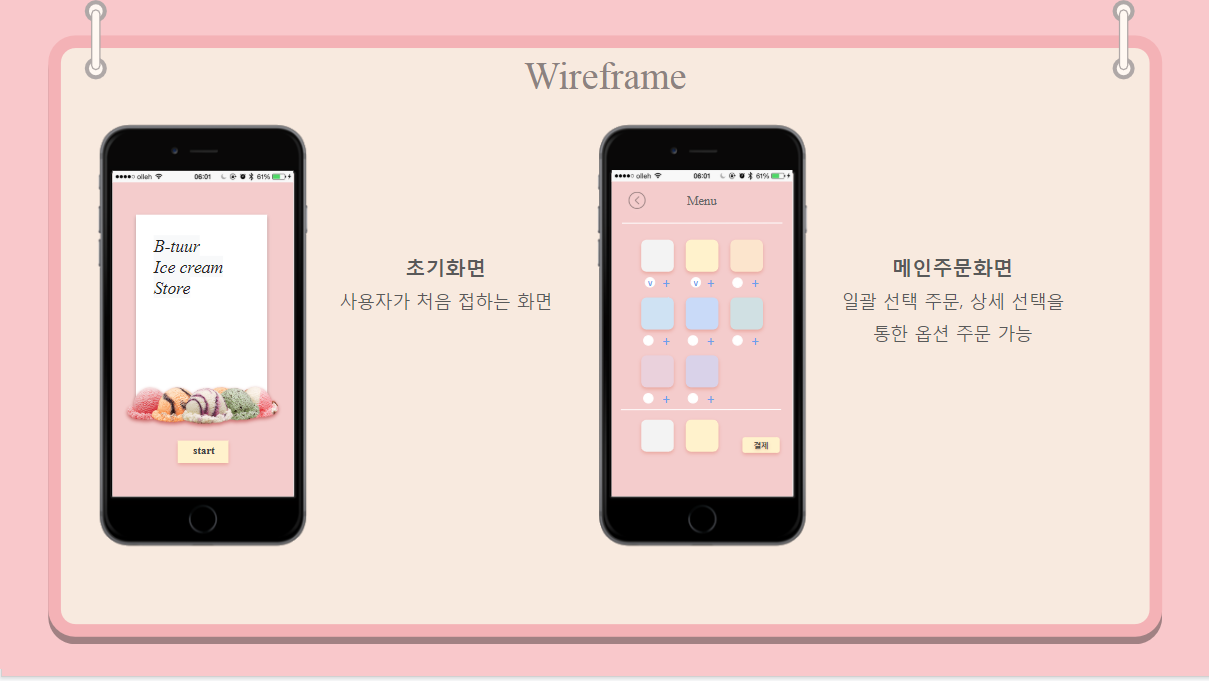 Wireframe
olleh 06:01 61%
B-tuur
Ice cream
Store
start
초기화면
사용자가 처음 접하는 화면
olleh 06:01 61%
Menu
v + v + +
+ + +
+ +
결제
메인주문화면
일괄 선택 주문, 상세 선택을
통한 옵션 주문 가능